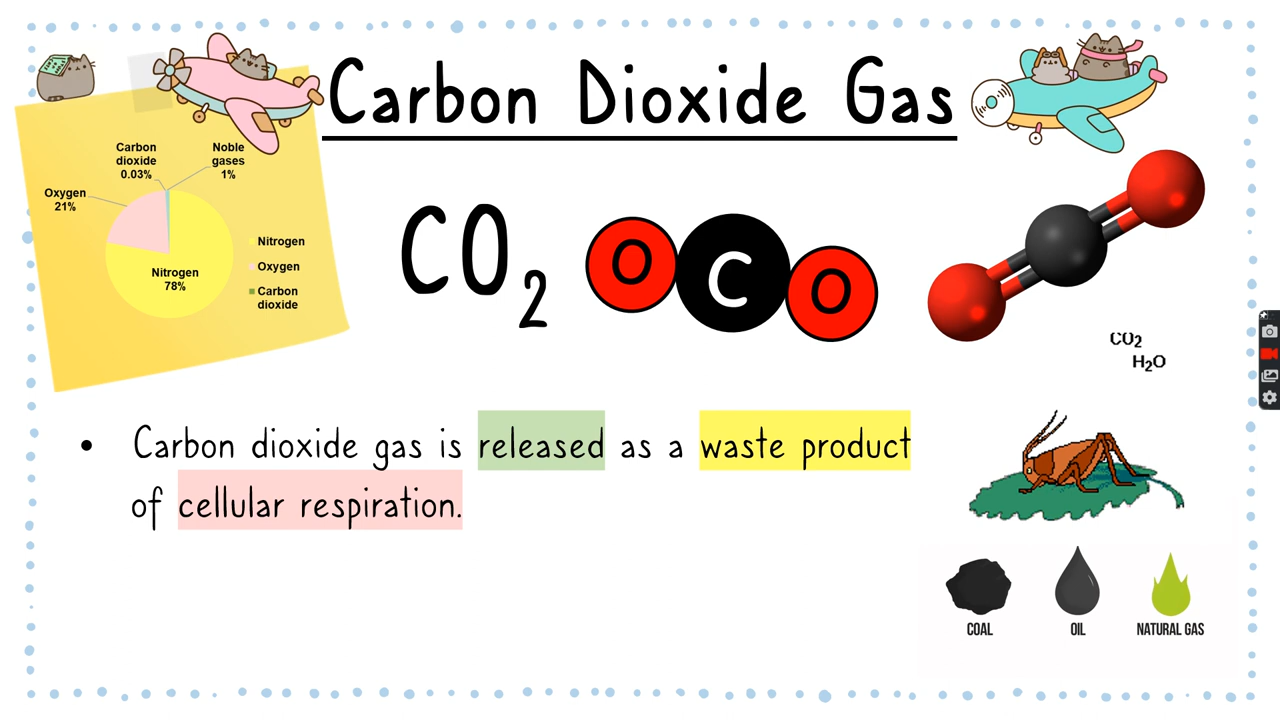 Carbon Dioxide Gas
Carbon
dioxide
0.03%
Noble
gases
1%
Oxygen
21%
Nitrogen
78%
Nitrogen
Oxygen
Carbon
dioxide
CO₂
O C O
CO₂
H₂O
• Carbon dioxide gas is released as a waste product
of cellular respiration.
COAL
OIL
NATURAL GAS